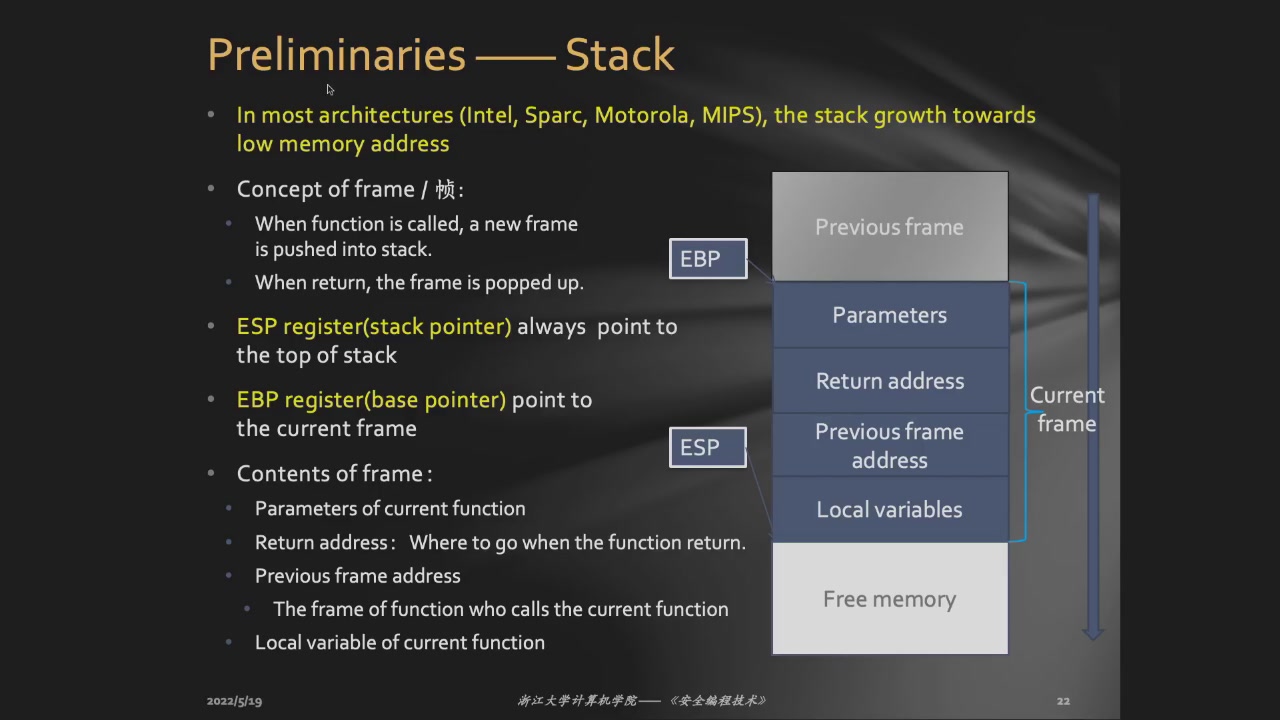 Preliminaries —— Stack
• In most architectures (Intel, Sparc, Motorola, MIPS), the stack growth towards
low memory address
• Concept of frame / 帧:
• When function is called, a new frame
is pushed into stack.
• When return, the frame is popped up.
• ESP register(stack pointer) always point to
the top of stack
• EBP register(base pointer) point to
the current frame
• Contents of frame:
• Parameters of current function
• Return address: Where to go when the function return.
• Previous frame address
• The frame of function who calls the current function
• Local variable of current function
EBP
ESP
Previous frame
Parameters
Return address
Previous frame
address
Local variables
Free memory
Current
frame
2022/5/19
浙江大学计算机学院——《安全编程技术》
22